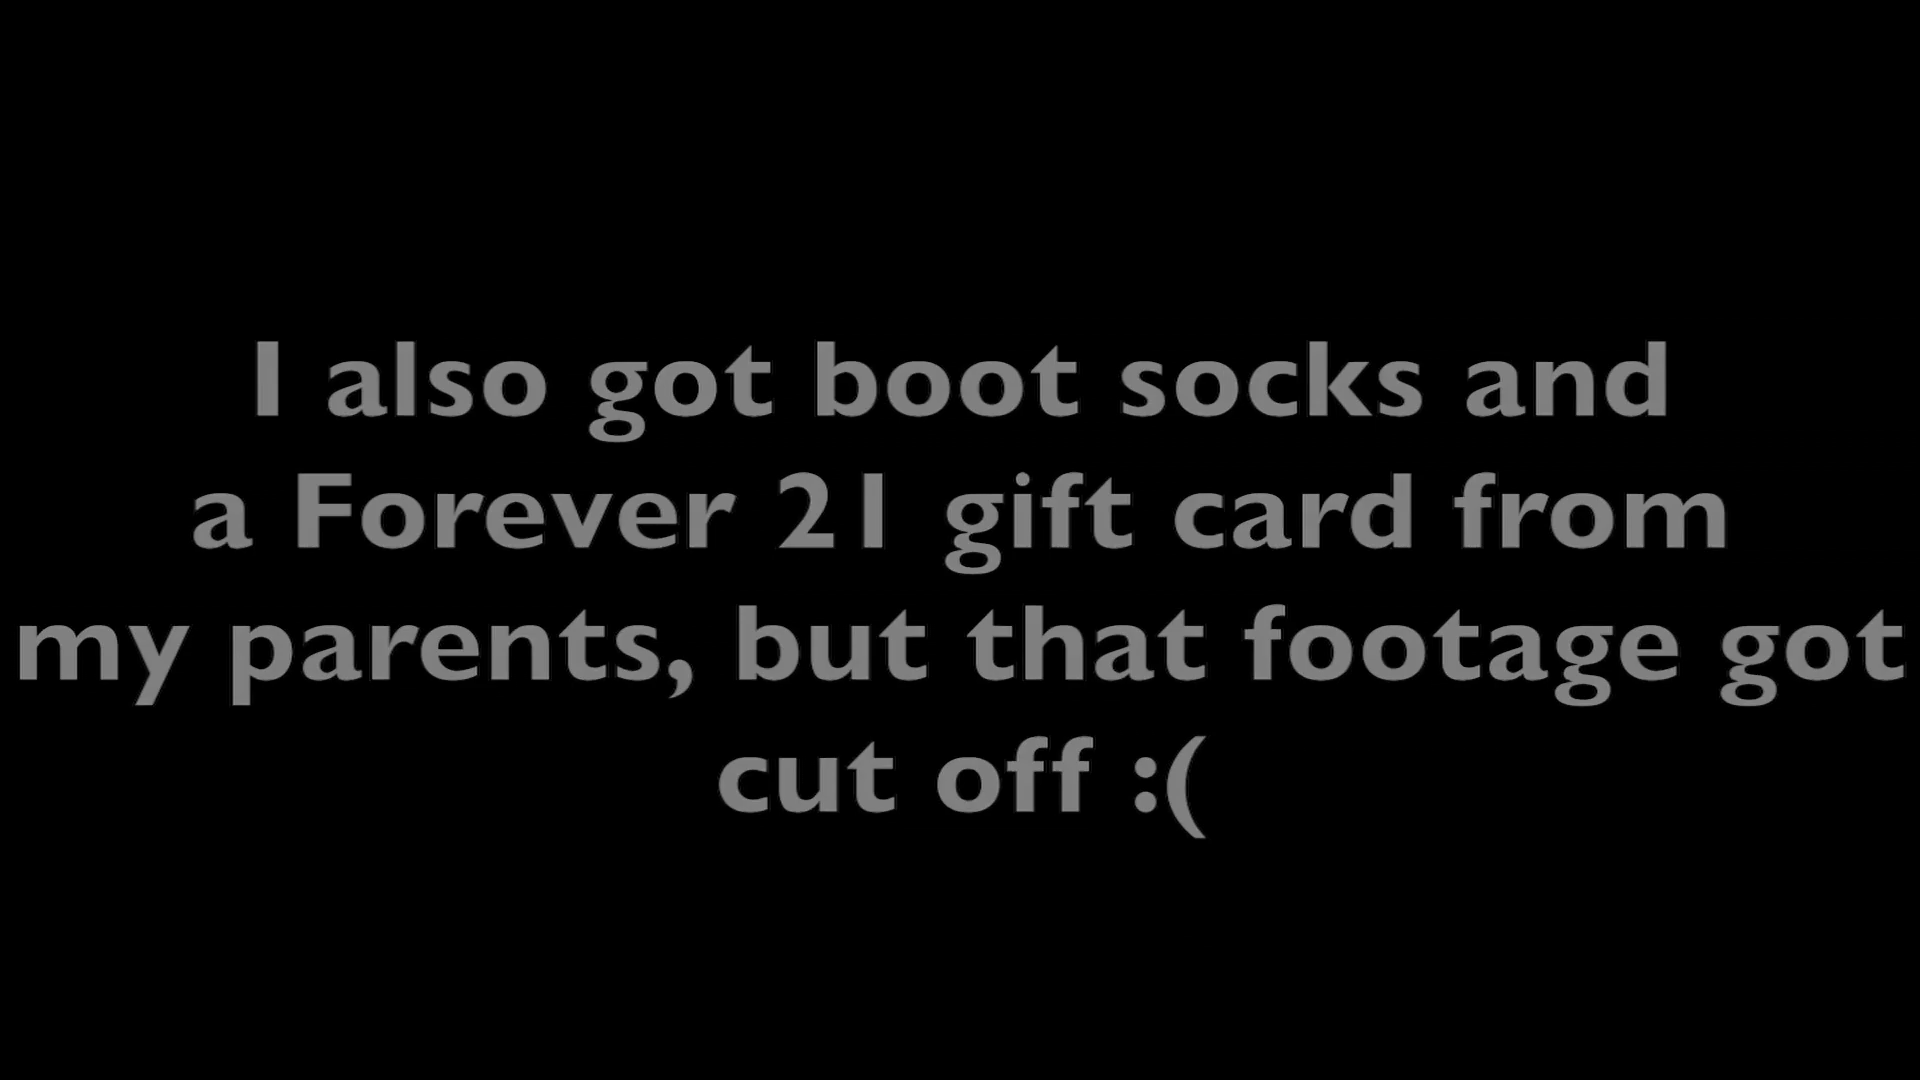 I also got boot socks and
a Forever 21 gift card from
my parents, but that footage got
cut off :(